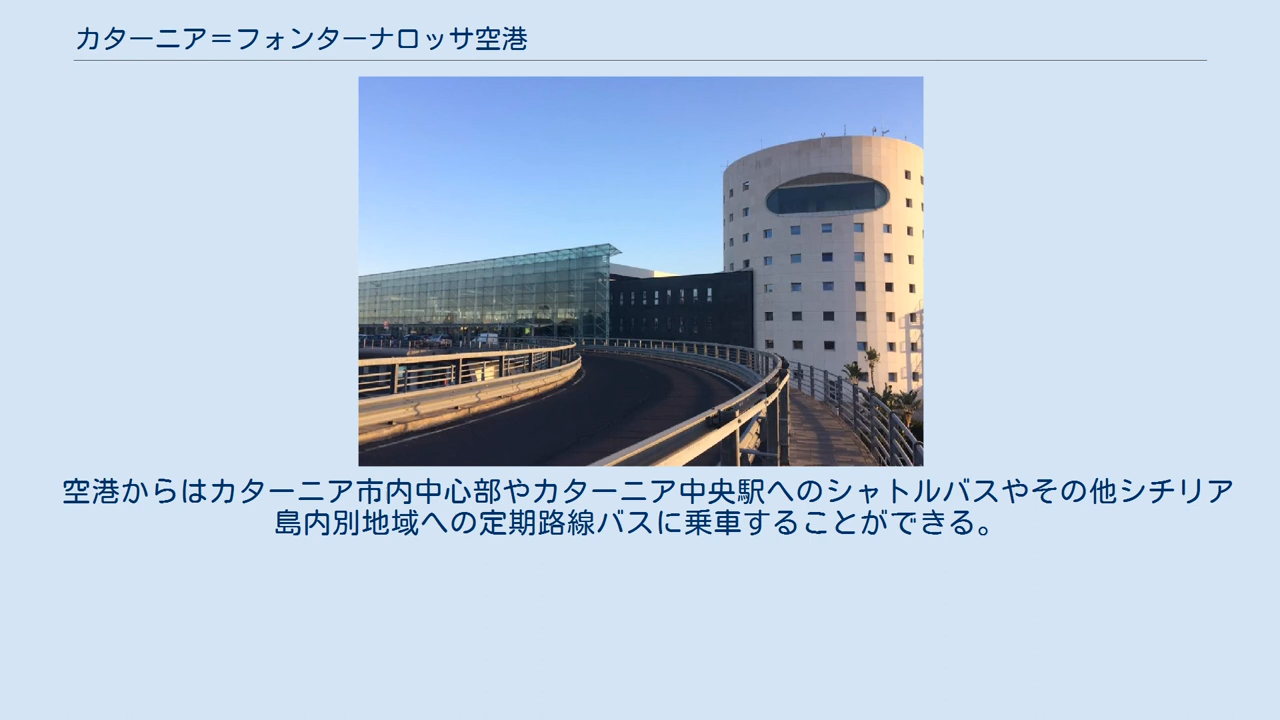 カターニア＝フォンターナロッサ空港
空港からはカターニア市内中心部やカターニア中央駅へのシャトルバスやその他シチリア
島内別地域への定期路線バスに乗車することができる。